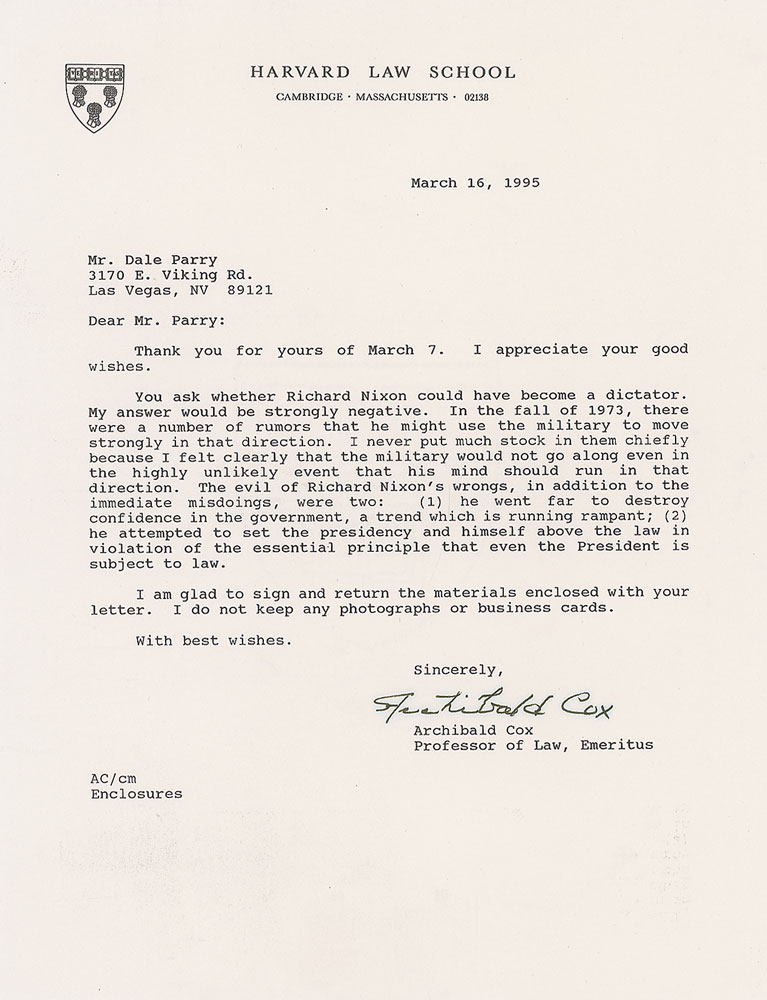 HARVARD LAW SCHOOL
CAMBRIDGE · MASSACHUSETTS · 02138
March 16, 1995
Mr. Dale Parry
3170 E. Viking Rd.
Las Vegas, NV 89121
Dear Mr. Parry:
Thank you for yours of March 7. I appreciate your good
wishes.
You ask whether Richard Nixon could have become a dictator.
My answer would be strongly negative. In the fall of 1973, there
were a number of rumors that he might use the military to move
strongly in that direction. I never put much stock in them chiefly
because I felt clearly that the military would not go along even in
the highly unlikely event that his mind should run in that
direction. The evil of Richard Nixon's wrongs, in addition to the
immediate misdoings, were two: (1) he went far to destroy
confidence in the government, a trend which is running rampant; (2)
he attempted to set the presidency and himself above the law in
violation of the essential principle that even the President is
subject to law.
I am glad to sign and return the materials enclosed with your
letter. I do not keep any photographs or business cards.
With best wishes.
Sincerely,
Archibald Cox
Archibald Cox
Professor of Law, Emeritus
AC/cm
Enclosures